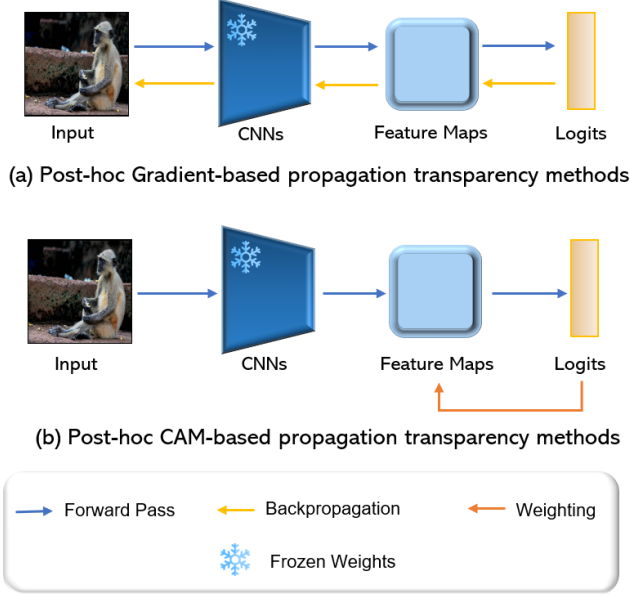 Input
CNNs
Feature Maps
Logits
(a) Post-hoc Gradient-based propagation transparency methods
Input
CNNs
Feature Maps
Logits
(b) Post-hoc CAM-based propagation transparency methods
Forward Pass
Backpropagation
Weighting
Frozen Weights